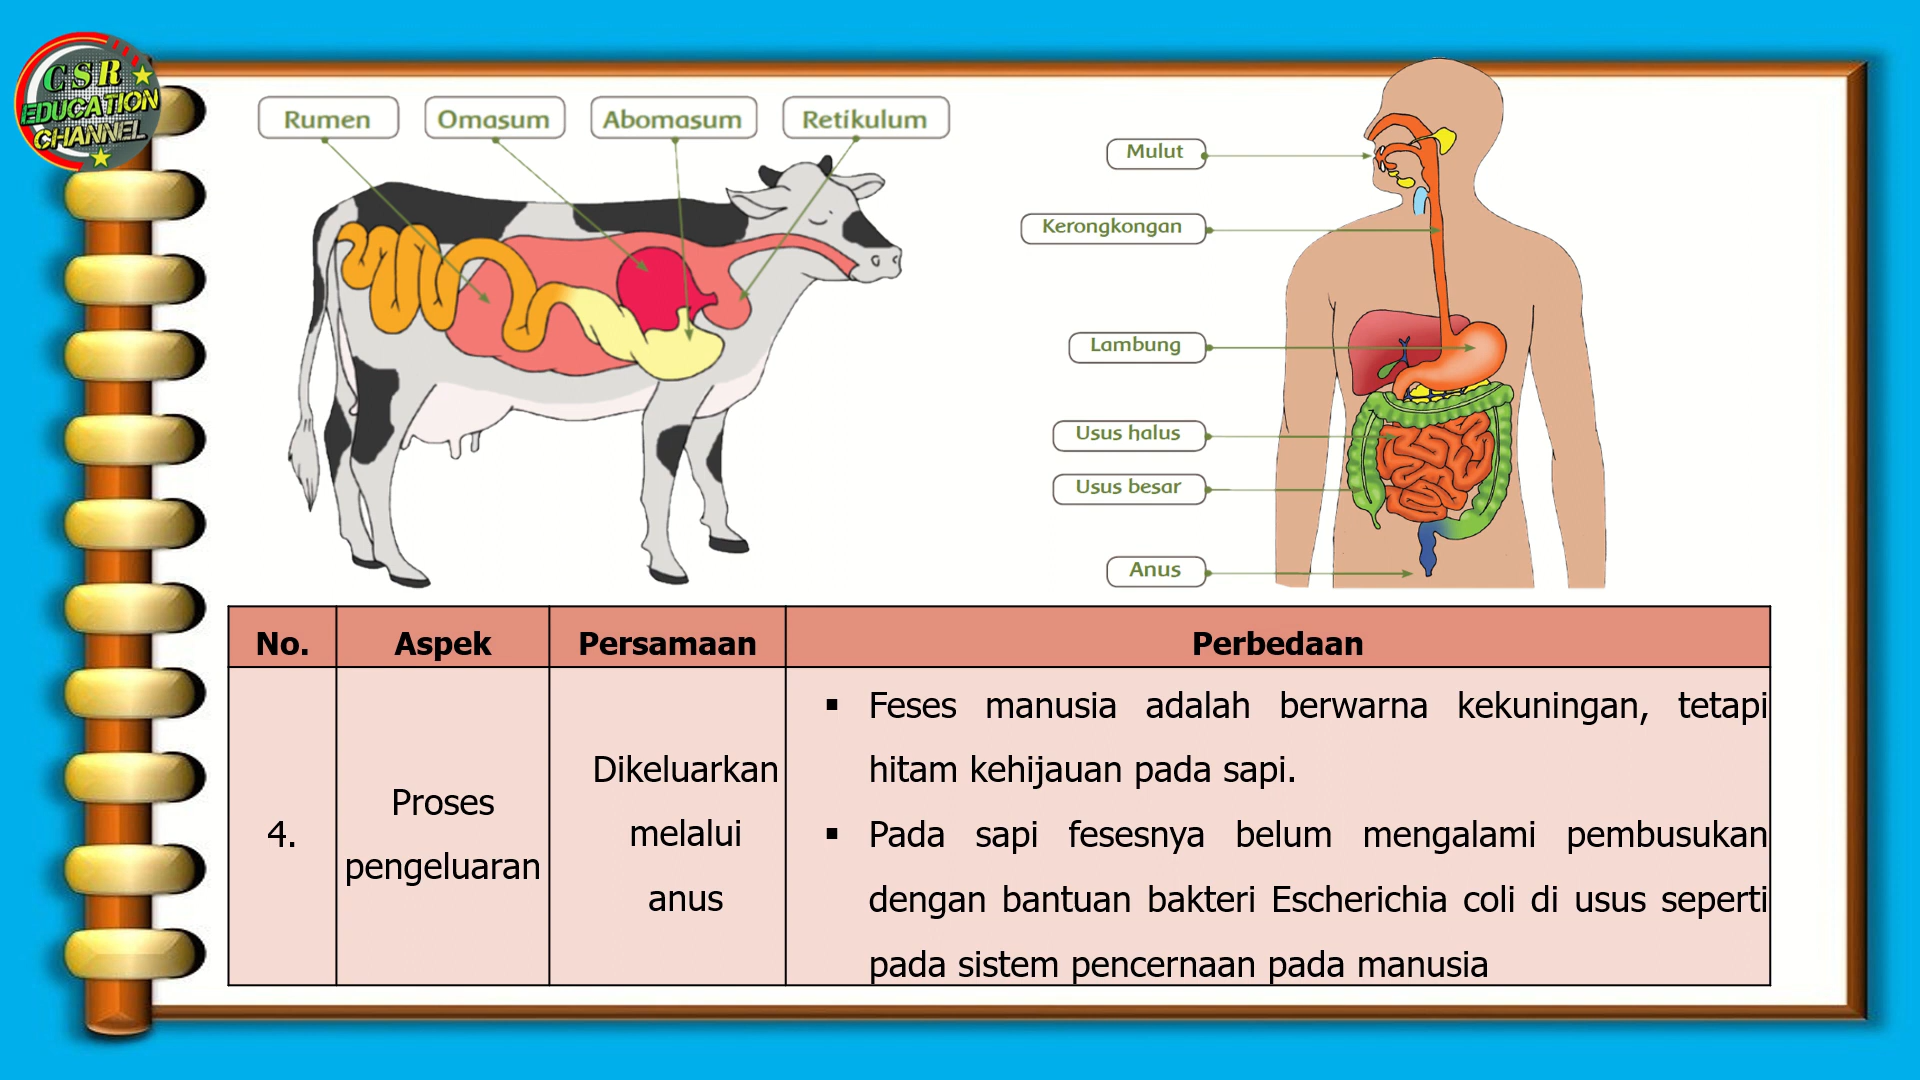 CSR
EDUCATION
CHANNEL
Rumen
Omasum
Abomasum
Retikulum
Mulut
Kerongkongan
Lambung
Usus halus
Usus besar
Anus
No.
Aspek
Persamaan
Perbedaan
4.
Proses
pengeluaran
Dikeluarkan
melalui
anus
▪ Feses manusia adalah berwarna kekuningan, tetapi
hitam kehijauan pada sapi.
▪ Pada sapi fesesnya belum mengalami pembusukan
dengan bantuan bakteri Escherichia coli di usus seperti
pada sistem pencernaan pada manusia